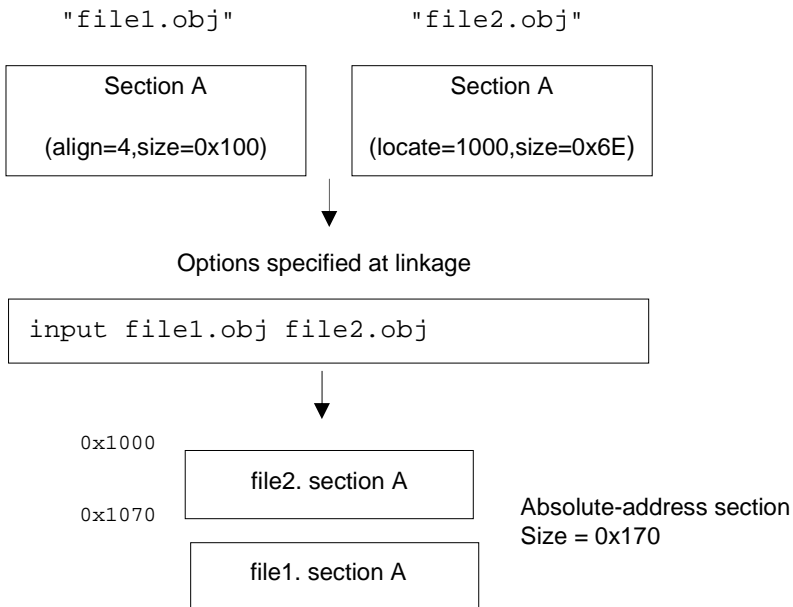 "file1.obj" "file2.obj"
Section A
(align=4,size=0x100)
Section A
(locate=1000,size=0x6E)
Options specified at linkage
input file1.obj file2.obj
0x1000
file2. section A
0x1070
Absolute-address section
Size = 0x170
file1. section A